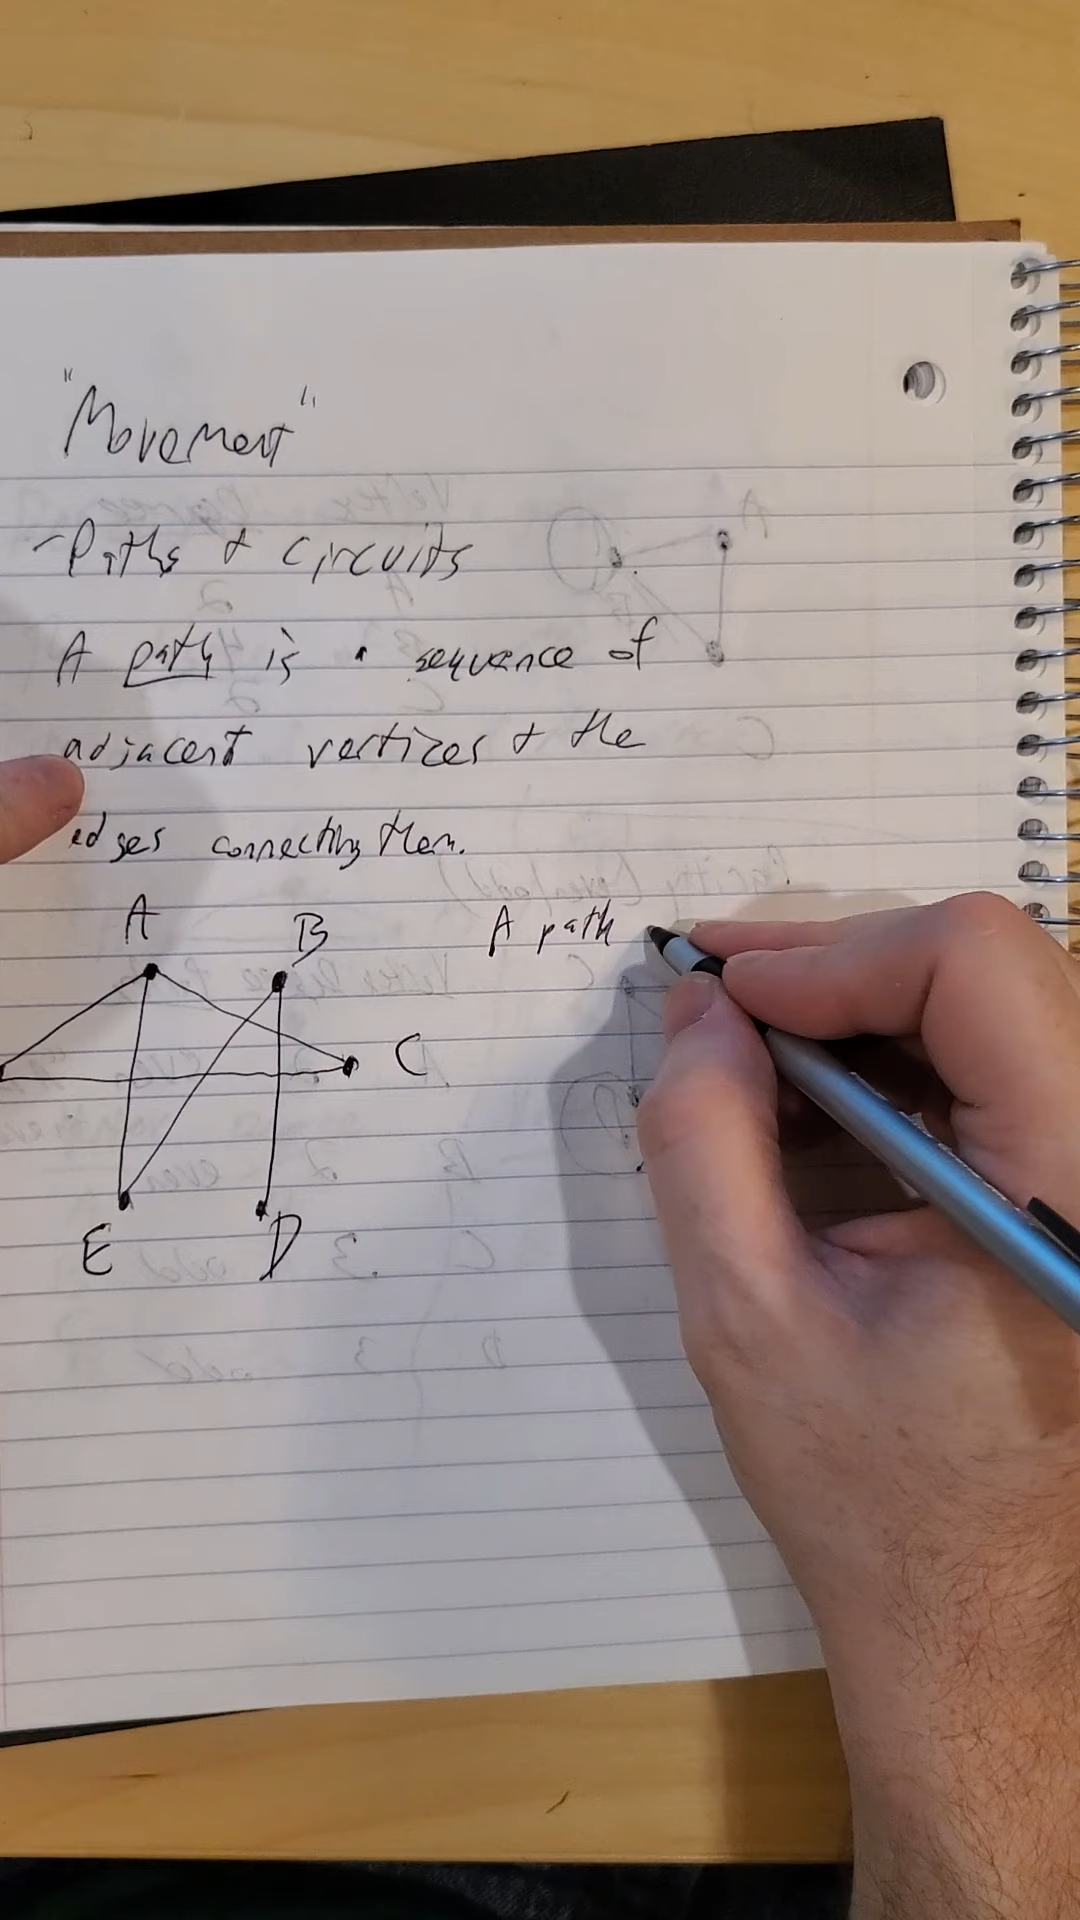 "Movement"
- Paths + circuits
A path is a sequence of
adjacent vertices + the
edges connecting them.
A B A path
C
E D